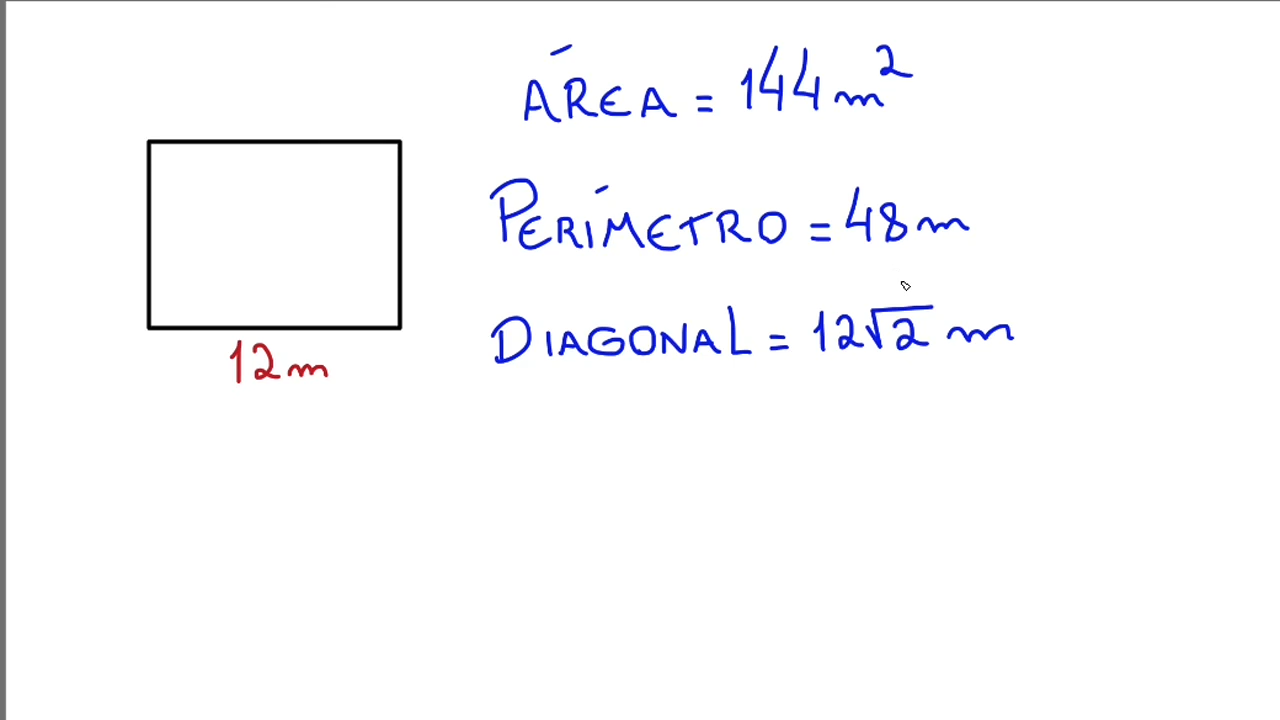 ÁREA = 144 m²
PERÍMETRO = 48 m
DIAGONAL = 12√2 m
12 m